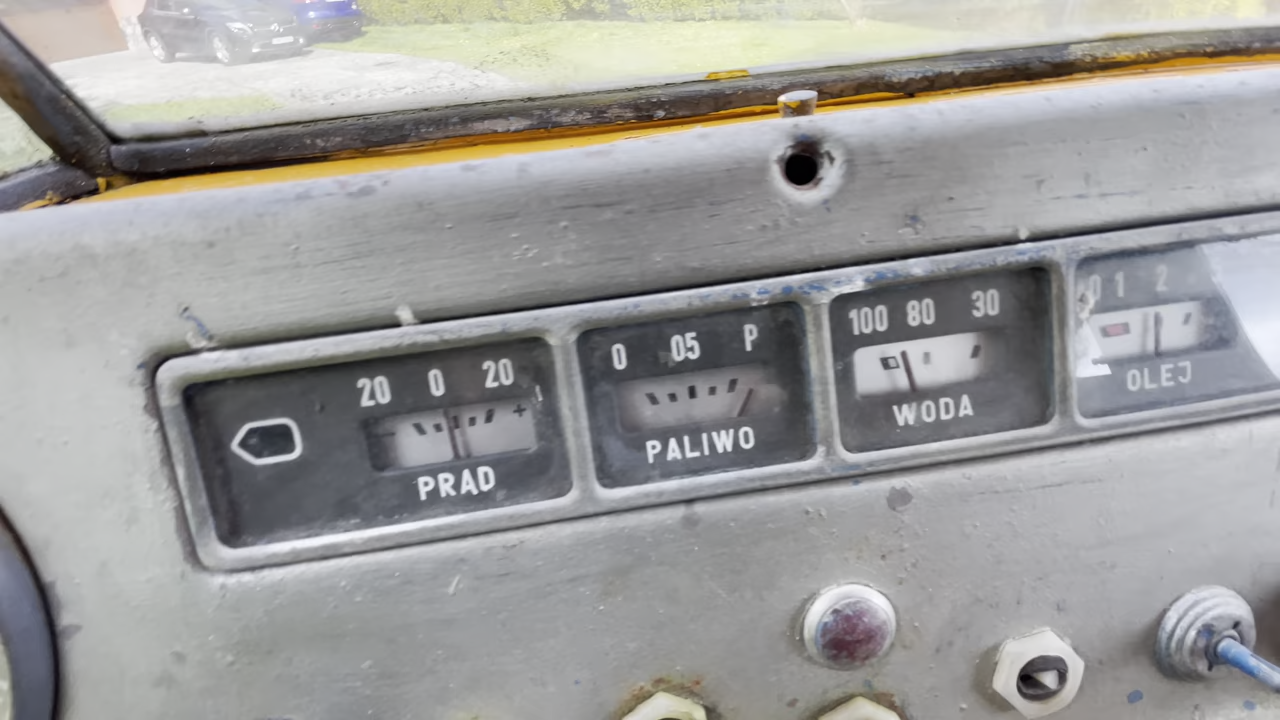 20 0 20
- +
PRAD
0 05 P
PALIWO
100 80 30
WODA
0 1 2
OLEJ